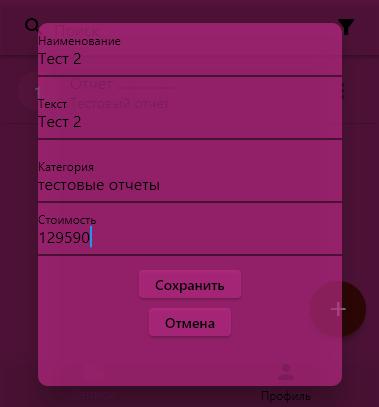 Поиск
Наименование
Тест 2
Отчет
Текст
Тестовый отчет
Тест 2
Категория
тестовые отчеты
Стоимость
129590
Сохранить
Отмена
Профиль